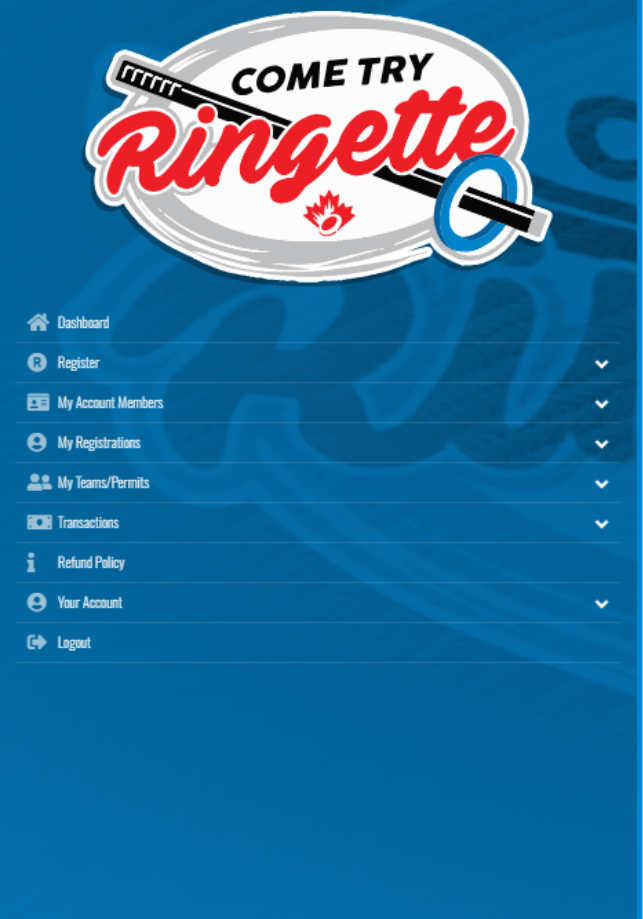 COME TRY
Ringette
Dashboard
R Register
My Account Members
My Registrations
My Teams/Permits
Transactions
Refund Policy
Your Account
Logout